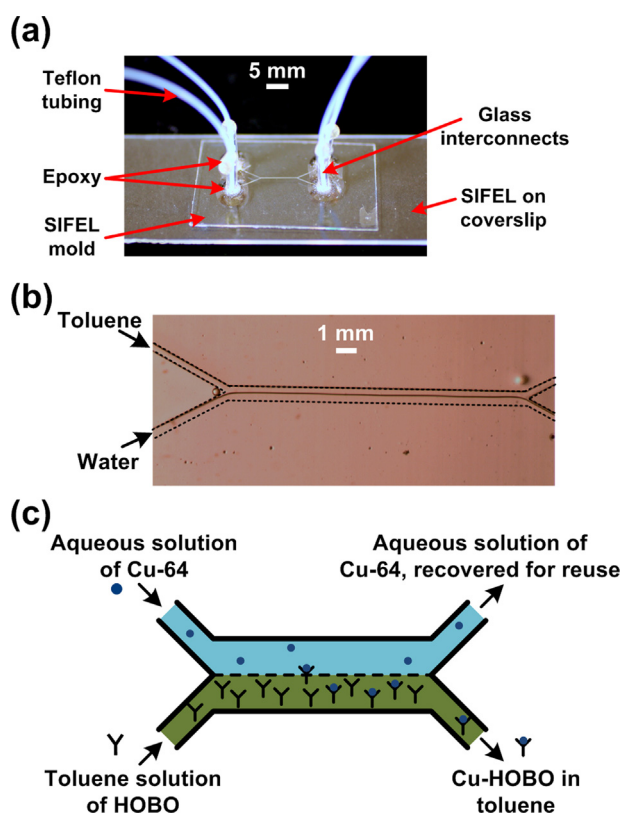 (a)
5 mm
Teflon
tubing
Glass
interconnects
Epoxy
SIFEL
mold
SIFEL on
coverslip
(b)
Toluene
1 mm
Water
(c)
Aqueous solution
of Cu-64
Aqueous solution of
Cu-64, recovered for reuse
Toluene solution
of HOBO
Cu-HOBO in
toluene